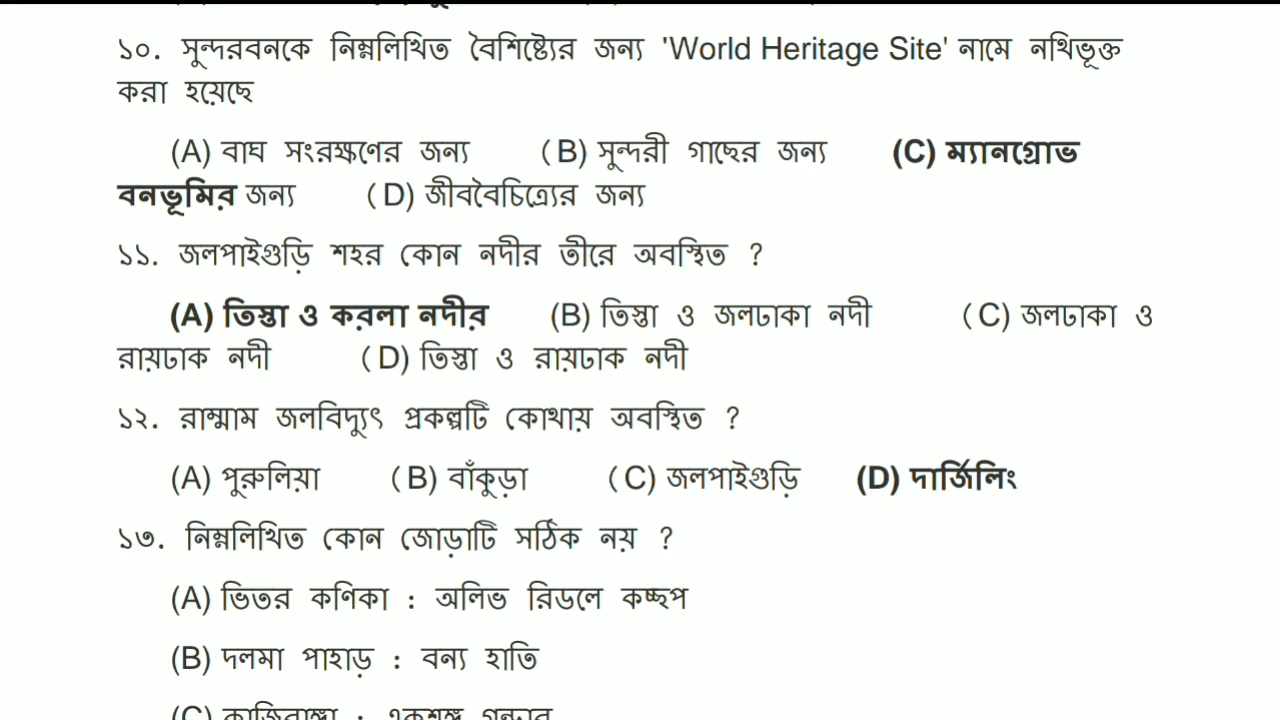 ১০. সুন্দরবনকে নিম্নলিখিত বৈশিষ্ট্যের জন্য 'World Heritage Site' নামে নথিভূক্ত
করা হয়েছে
(A) বাঘ সংরক্ষণের জন্য (B) সুন্দরী গাছের জন্য (C) ম্যানগ্রোভ
বনভূমির জন্য (D) জীববৈচিত্র্যের জন্য
১১. জলপাইগুড়ি শহর কোন নদীর তীরে অবস্থিত ?
(A) তিস্তা ও করলা নদীর (B) তিস্তা ও জলঢাকা নদী (C) জলঢাকা ও
রায়ঢাক নদী (D) তিস্তা ও রায়ঢাক নদী
১২. রাম্মাম জলবিদ্যুৎ প্রকল্পটি কোথায় অবস্থিত ?
(A) পুরুলিয়া (B) বাঁকুড়া (C) জলপাইগুড়ি (D) দার্জিলিং
১৩. নিম্নলিখিত কোন জোড়াটি সঠিক নয় ?
(A) ভিতর কণিকা : অলিভ রিডলে কচ্ছপ
(B) দলমা পাহাড় : বন্য হাতি
(C) কাজিরাঙ্গা : একশৃঙ্গ গন্ডার